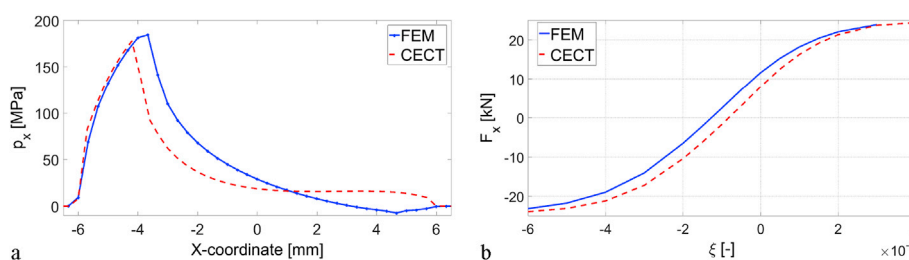 200
150
100
50
0
p_x [MPa]
-6 -4 -2 0 2 4 6
X-coordinate [mm]
FEM
CECT
a
20
10
0
-10
-20
F_x [kN]
-6 -4 -2 0 2
ξ [-]
FEM
CECT
b